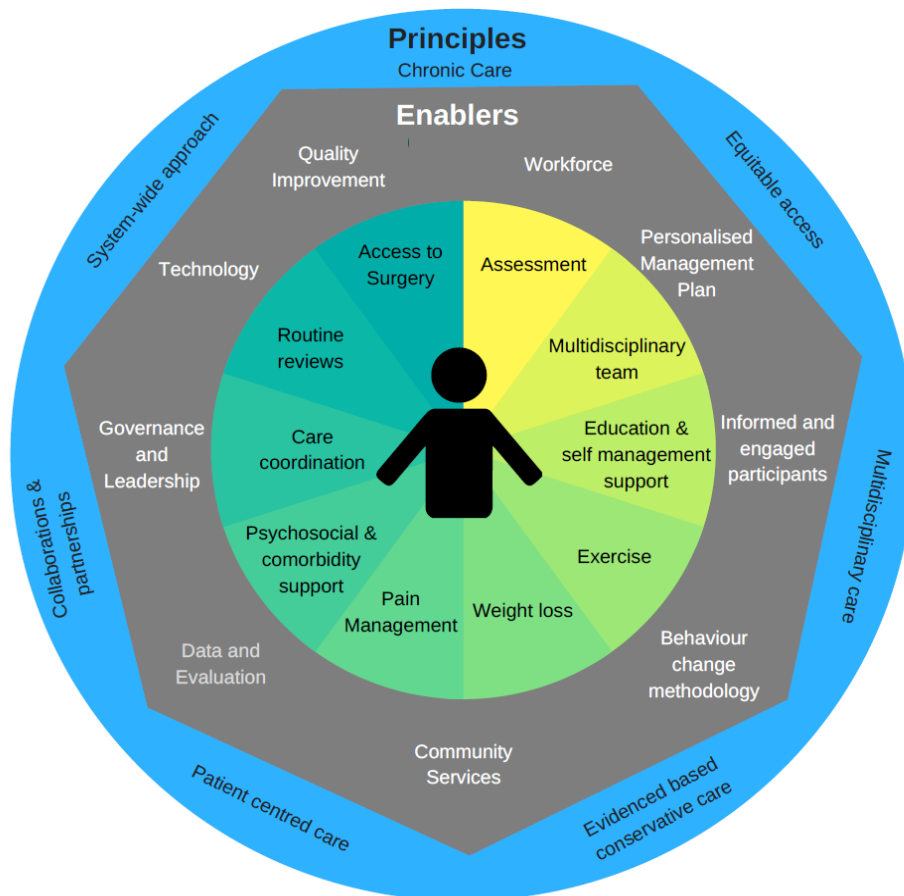 Principles
Chronic Care
Equitable access
Multidisciplinary care
Evidenced based
conservative care
Patient centred care
Collaborations &
partnerships
System-wide approach
Enablers
Workforce
Personalised
Management
Plan
Informed and
engaged
participants
Behaviour
change
methodology
Community
Services
Data and
Evaluation
Governance
and
Leadership
Technology
Quality
Improvement
Assessment
Multidisciplinary
team
Education &
self management
support
Exercise
Weight loss
Pain
Management
Psychosocial &
comorbidity
support
Care
coordination
Routine
reviews
Access to
Surgery